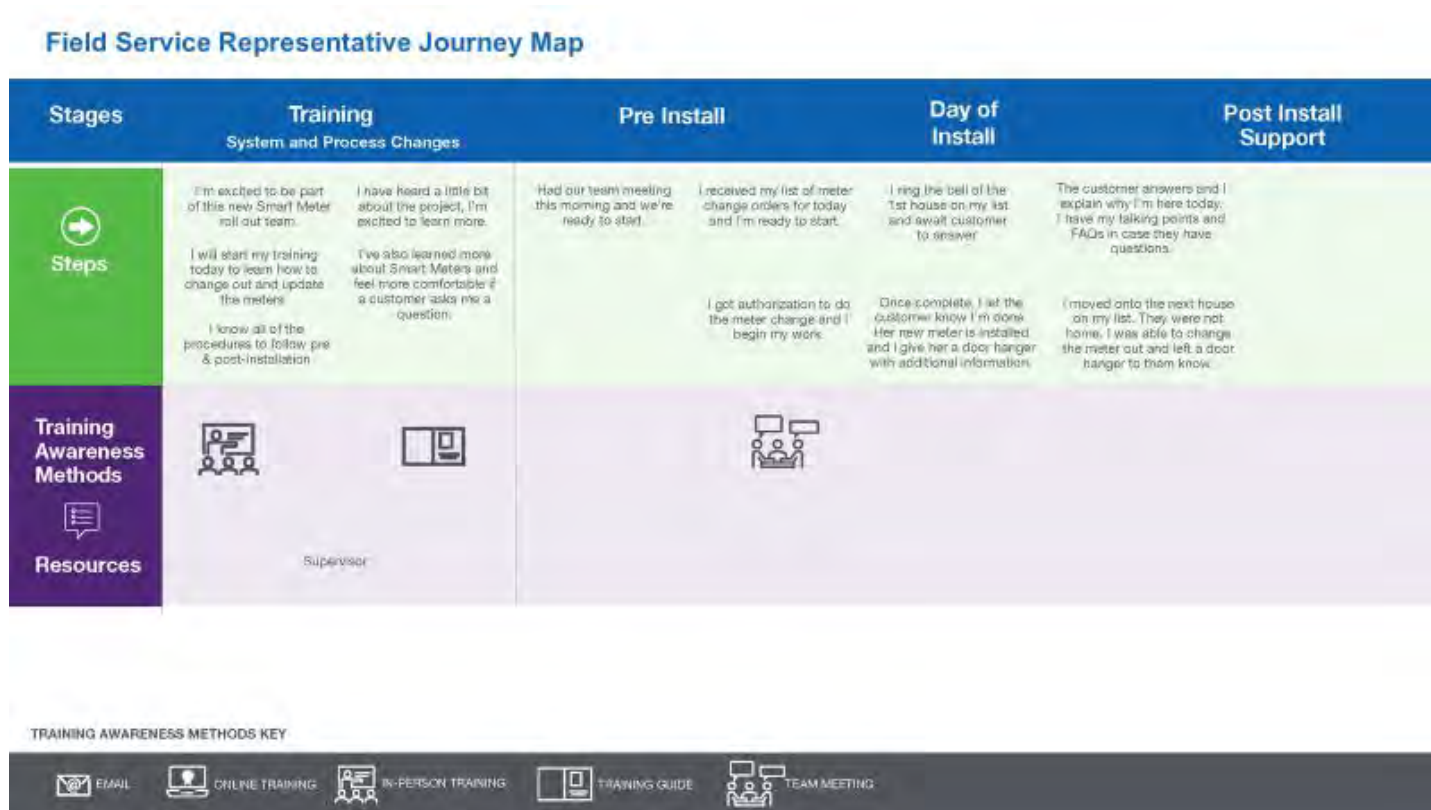 Field Service Representative Journey Map
Stages
Training
System and Process Changes
Pre Install
Day of
Install
Post Install
Support
Steps
I'm excited to be part
of this new Smart Meter
roll out team.
I will start my training
today to learn how to
change out and update
the meters
I know all of the
procedures to follow pre
& post-installation
I have heard a little bit
about the project, I'm
excited to learn more.
I've also learned more
about Smart Meters and
feel more comfortable if
a customer asks me a
question.
Had our team meeting
this morning and we're
ready to start.
I received my list of meter
change orders for today
and I'm ready to start.
I got authorization to do
the meter change and I
begin my work.
I ring the bell of the
1st house on my list
and await customer
to answer
Once complete, I let the
customer know I'm done.
Her new meter is installed
and I give her a door hanger
with additional information.
The customer answers and I
explain why I'm here today.
I have my talking points and
FAQs in case they have
questions.
I moved onto the next house
on my list. They were not
home. I was able to change
the meter out and left a door
hanger to them know.
Training
Awareness
Methods
Resources
Supervisor
TRAINING AWARENESS METHODS KEY
EMAIL
ONLINE TRAINING
IN-PERSON TRAINING
TRAINING GUIDE
TEAM MEETING